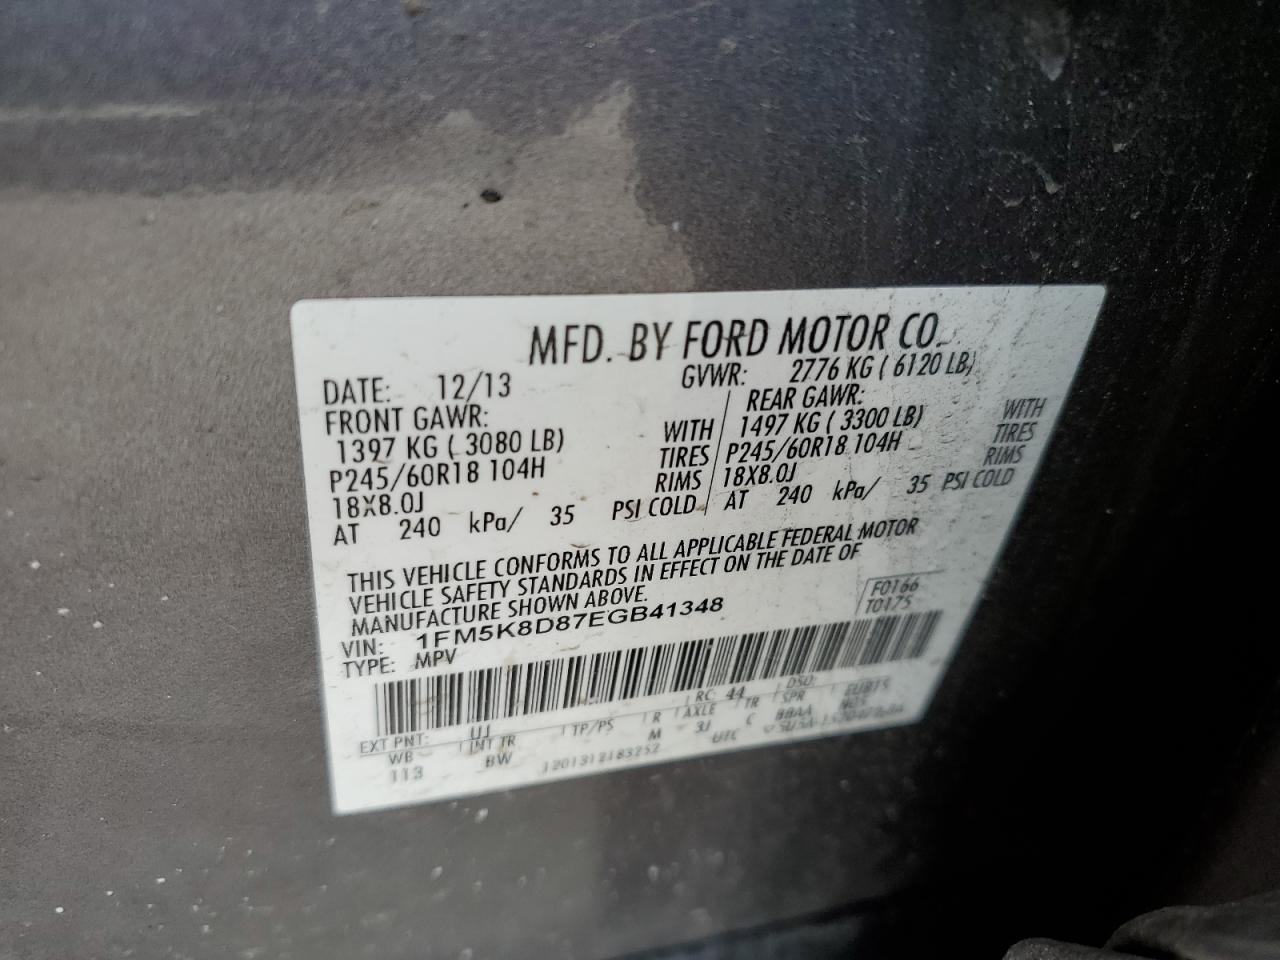 MFD. BY FORD MOTOR CO.
DATE: 12/13 GVWR: 2776 KG ( 6120 LB)
FRONT GAWR: REAR GAWR:
1397 KG ( 3080 LB) WITH 1497 KG ( 3300 LB) WITH
P245/60R18 104H TIRES P245/60R18 104H TIRES
18X8.0J RIMS 18X8.0J RIMS
AT 240 kPa/ 35 PSI COLD AT 240 kPa/ 35 PSI COLD
THIS VEHICLE CONFORMS TO ALL APPLICABLE FEDERAL MOTOR
VEHICLE SAFETY STANDARDS IN EFFECT ON THE DATE OF
MANUFACTURE SHOWN ABOVE.
F0166
T0175
VIN: 1FM5K8D87EGB41348
TYPE: MPV
EXT PNT: UJ RC: 44 DSO:
WB INT TR TP/PS R AXLE TR SPR
113 BW M 3J C BBAA
1201312183252 UTC